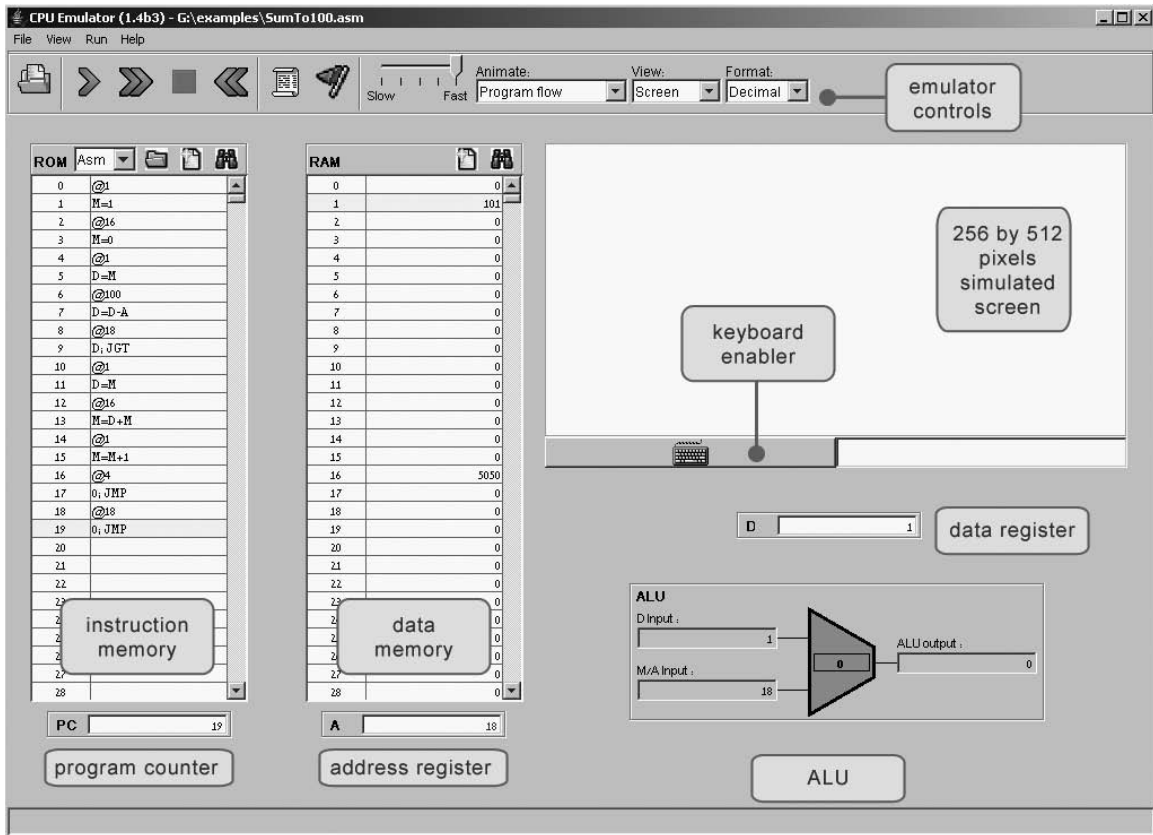 CPU Emulator (1.4b3) - G:\examples\SumTo100.asm
File View Run Help
Slow Fast
Animate:
Program flow
View:
Screen
Format:
Decimal
emulator
controls
ROM Asm
0 @1
1 M=1
2 @16
3 M=0
4 @1
5 D=M
6 @100
7 D=D-A
8 @18
9 D;JGT
10 @1
11 D=M
12 @16
13 M=D+M
14 @1
15 M=M+1
16 @4
17 0;JMP
18 @18
19 0;JMP
20
21
22
28
instruction
memory
PC 19
program counter
RAM
0 0
1 101
2 0
3 0
4 0
5 0
6 0
7 0
8 0
9 0
10 0
11 0
12 0
13 0
14 0
15 0
16 5050
17 0
18 0
19 0
20 0
21 0
22 0
0
0
0
0
0
28 0
data
memory
A 18
address register
256 by 512
pixels
simulated
screen
keyboard
enabler
D 1
data register
ALU
D Input :
1
M/A Input :
18
0
ALU output :
0
ALU